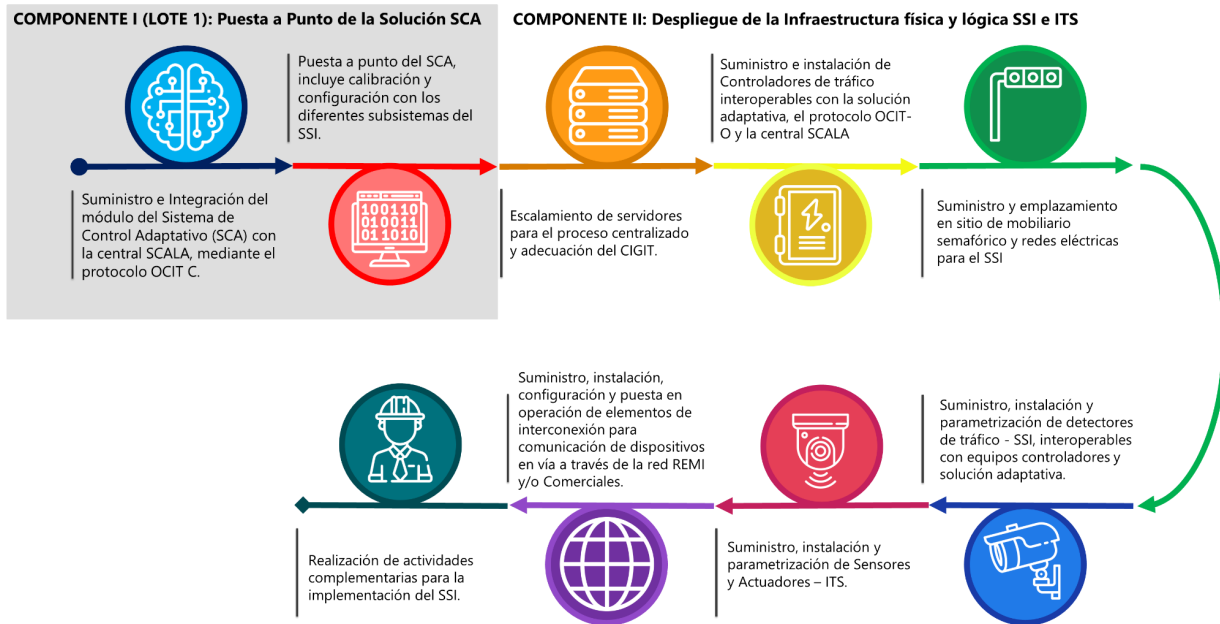 COMPONENTE I (LOTE 1): Puesta a Punto de la Solución SCA
COMPONENTE II: Despliegue de la Infraestructura física y lógica SSI e ITS
Suministro e Integración del
módulo del Sistema de
Control Adaptativo (SCA) con
la central SCALA, mediante el
protocolo OCIT C.
Puesta a punto del SCA,
incluye calibración y
configuración con los
diferentes subsistemas del
SSI.
100110
010011
011010
Escalamiento de servidores
para el proceso centralizado
y adecuación del CIGIT.
Suministro e instalación de
Controladores de tráfico
interoperables con la solución
adaptativa, el protocolo OCIT-
O y la central SCALA
Suministro y emplazamiento
en sitio de mobiliario
semafórico y redes eléctricas
para el SSI
Suministro, instalación y
parametrización de detectores
de tráfico - SSI, interoperables
con equipos controladores y
solución adaptativa.
Suministro, instalación y
parametrización de Sensores
y Actuadores – ITS.
Suministro, instalación,
configuración y puesta en
operación de elementos de
interconexión para
comunicación de dispositivos
en vía a través de la red REMI
y/o Comerciales.
Realización de actividades
complementarias para la
implementación del SSI.